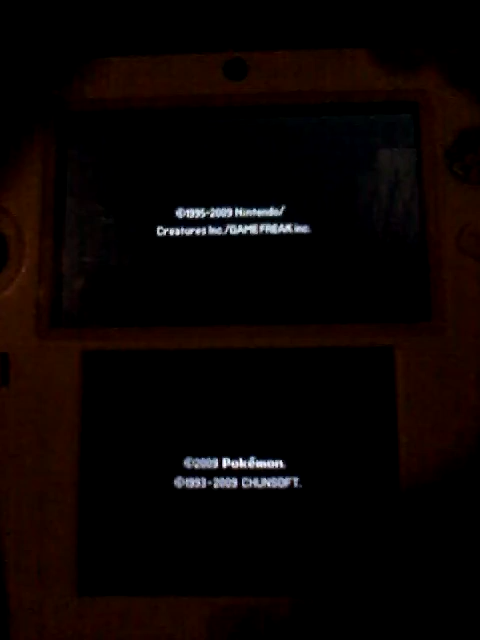 ©1995-2009 Nintendo/
Creatures Inc./GAME FREAK inc.
©2009 Pokémon.
©1993-2009 CHUNSOFT.